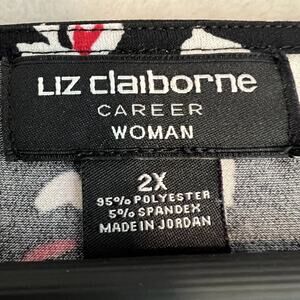 Liz claiborne
CAREER
WOMAN
2X
95% POLYESTER
5% SPANDEX
MADE IN JORDAN